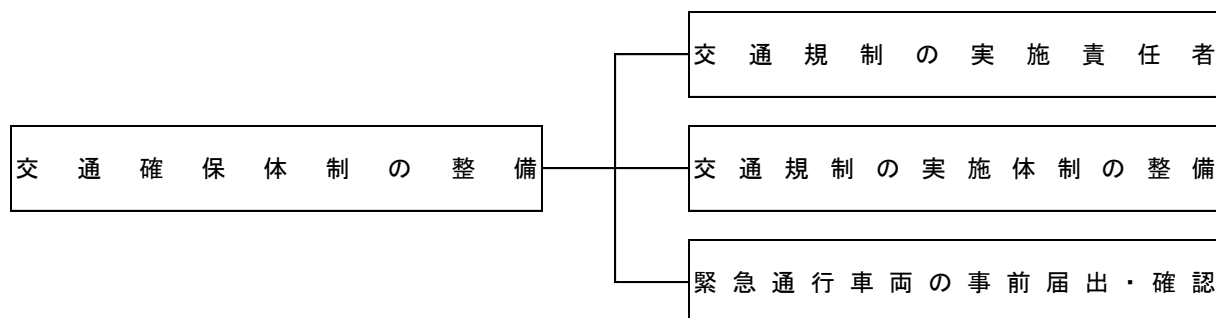 交通確保体制の整備
交通規制の実施責任者
交通規制の実施体制の整備
緊急通行車両の事前届出・確認